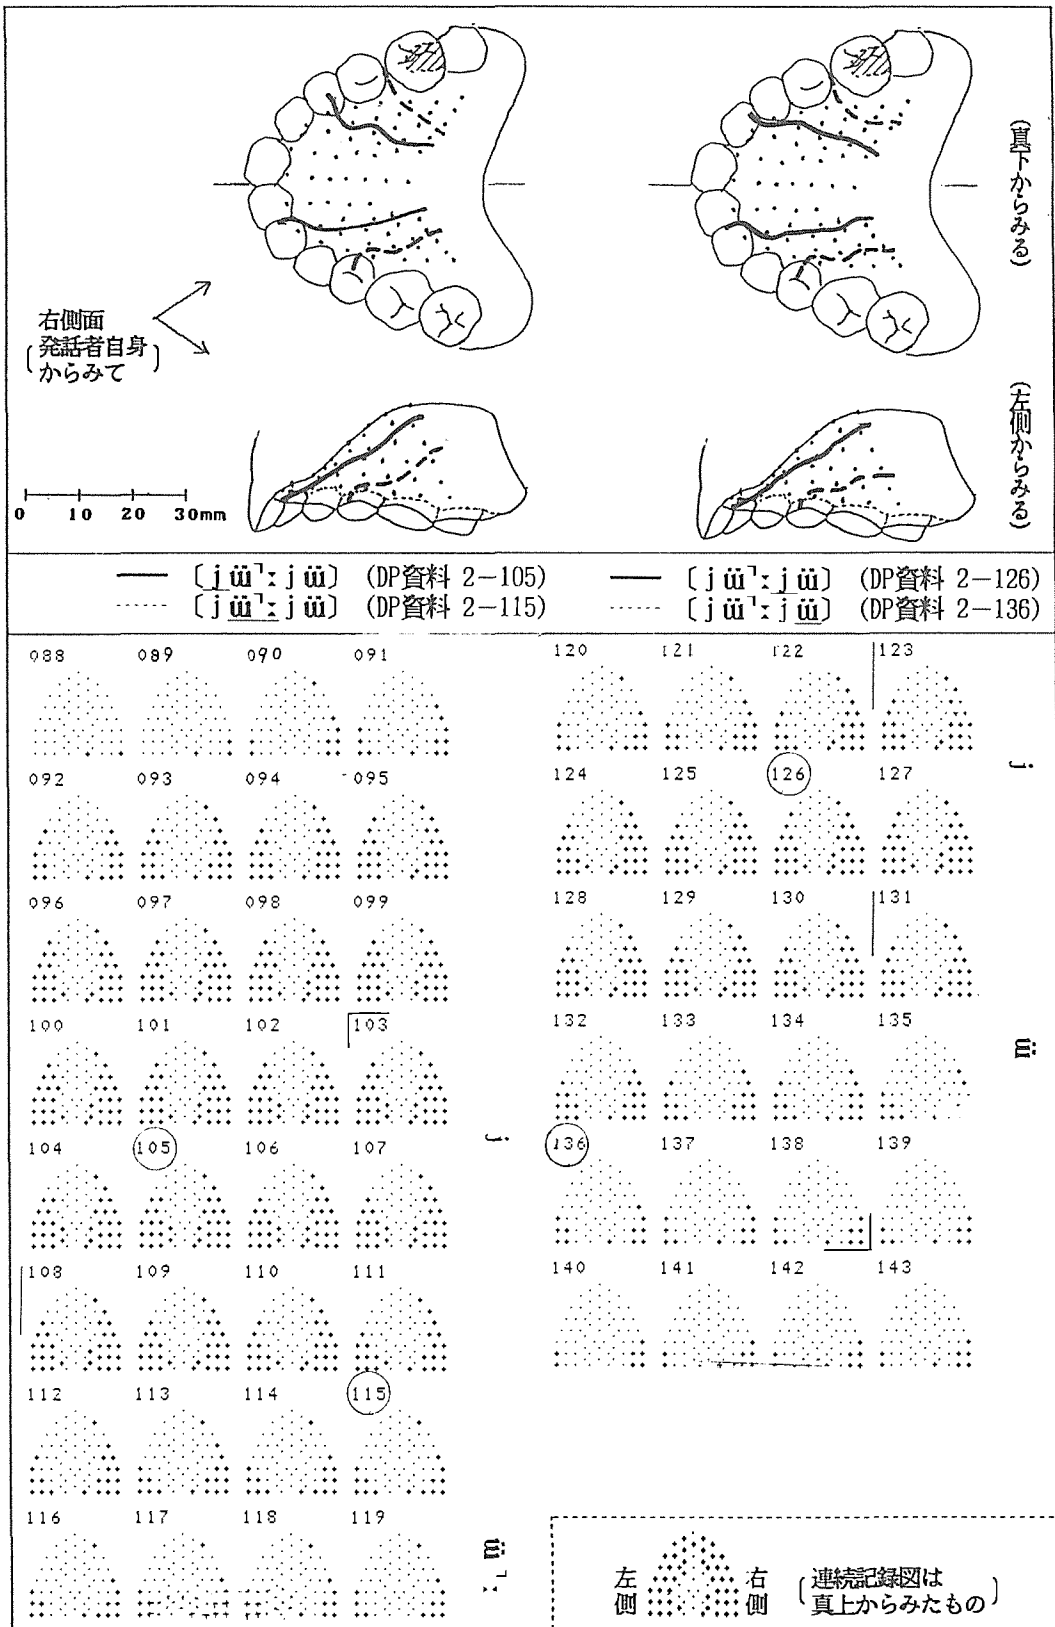 (真下からみる)
右側面
(発話者自身
からみて)
(左側からみる)
0 10 20 30mm
〔jɯ̈˺ːjɯ̈〕 (DP資料 2-105)
〔jɯ̈˺ːjɯ̈〕 (DP資料 2-115)
〔jɯ̈˺ːjɯ̈〕 (DP資料 2-126)
〔jɯ̈˺ːjɯ̈〕 (DP資料 2-136)
088 089 090 091
092 093 094 095
096 097 098 099
100 101 102 103
104 105 106 107
j
108 109 110 111
112 113 114 115
116 117 118 119
ɯ̈˺ː
120 121 122 123
j
124 125 126 127
128 129 130 131
132 133 134 135
ɯ̈
136 137 138 139
140 141 142 143
左側
右側
(連続記録図は
真上からみたもの)